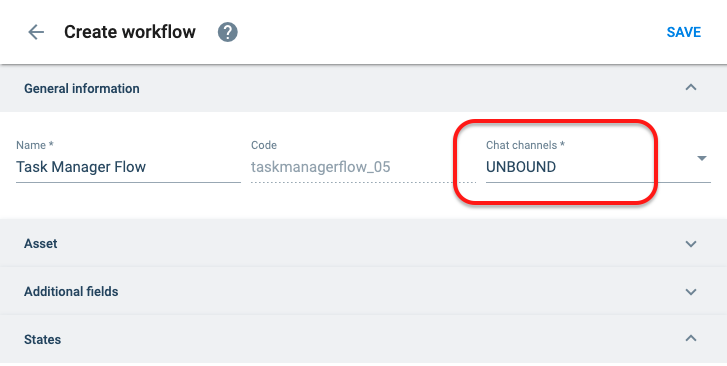 Create workflow ?
SAVE
General information
Name *
Code
Chat channels *
Task Manager Flow
taskmanagerflow_05
UNBOUND
Asset
Additional fields
States